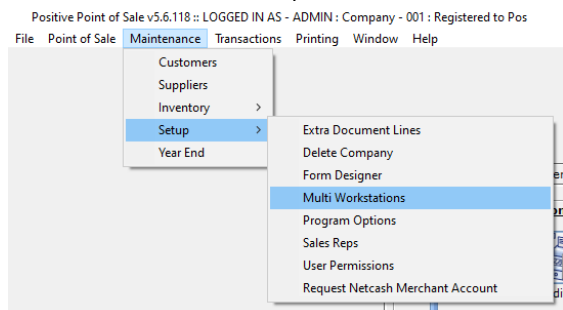 Positive Point of Sale v5.6.118 :: LOGGED IN AS - ADMIN : Company - 001 : Registered to Pos
File Point of Sale Maintenance Transactions Printing Window Help
Customers
Suppliers
Inventory >
Setup >
Year End
Extra Document Lines
Delete Company
Form Designer
Multi Workstations
Program Options
Sales Reps
User Permissions
Request Netcash Merchant Account